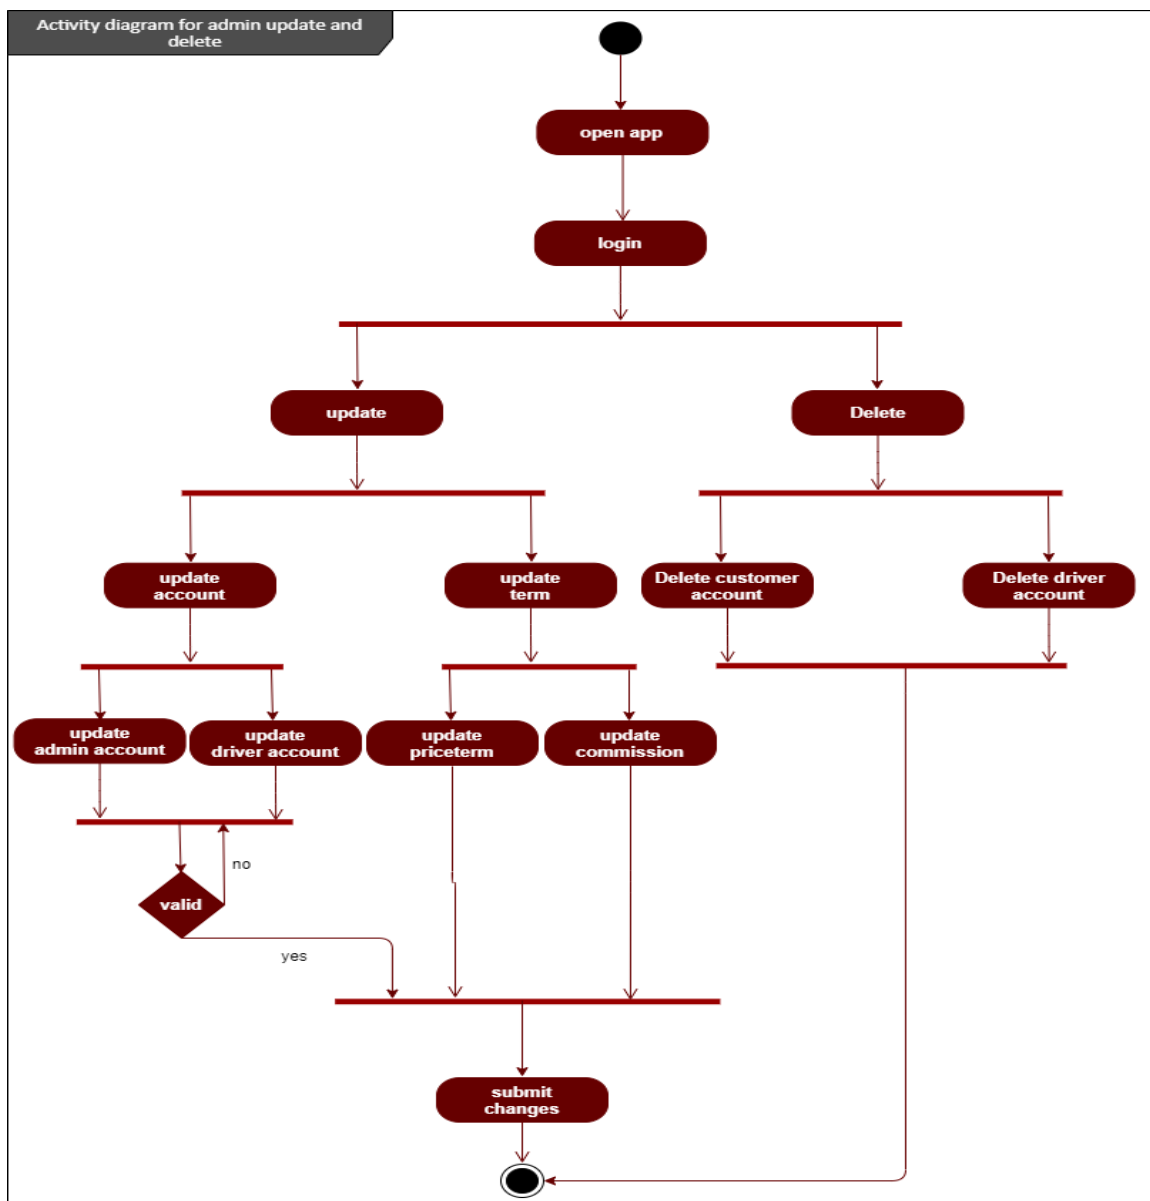 Activity diagram for admin update and
delete
open app
login
update
Delete
update
account
update
term
Delete customer
account
Delete driver
account
update
admin account
update
driver account
update
priceterm
update
commission
no
valid
yes
submit
changes